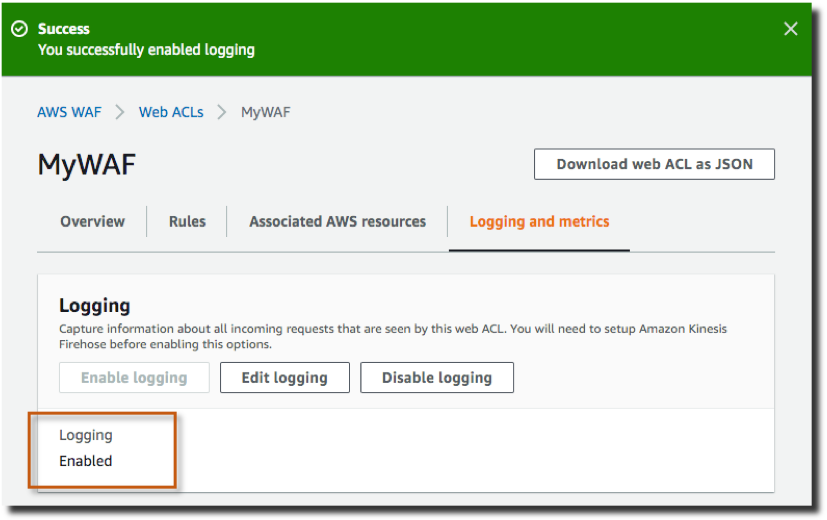 Success
You successfully enabled logging
AWS WAF > Web ACLs > MyWAF
MyWAF
Download web ACL as JSON
Overview Rules Associated AWS resources Logging and metrics
Logging
Capture information about all incoming requests that are seen by this web ACL. You will need to setup Amazon Kinesis
Firehose before enabling this options.
Enable logging Edit logging Disable logging
Logging
Enabled